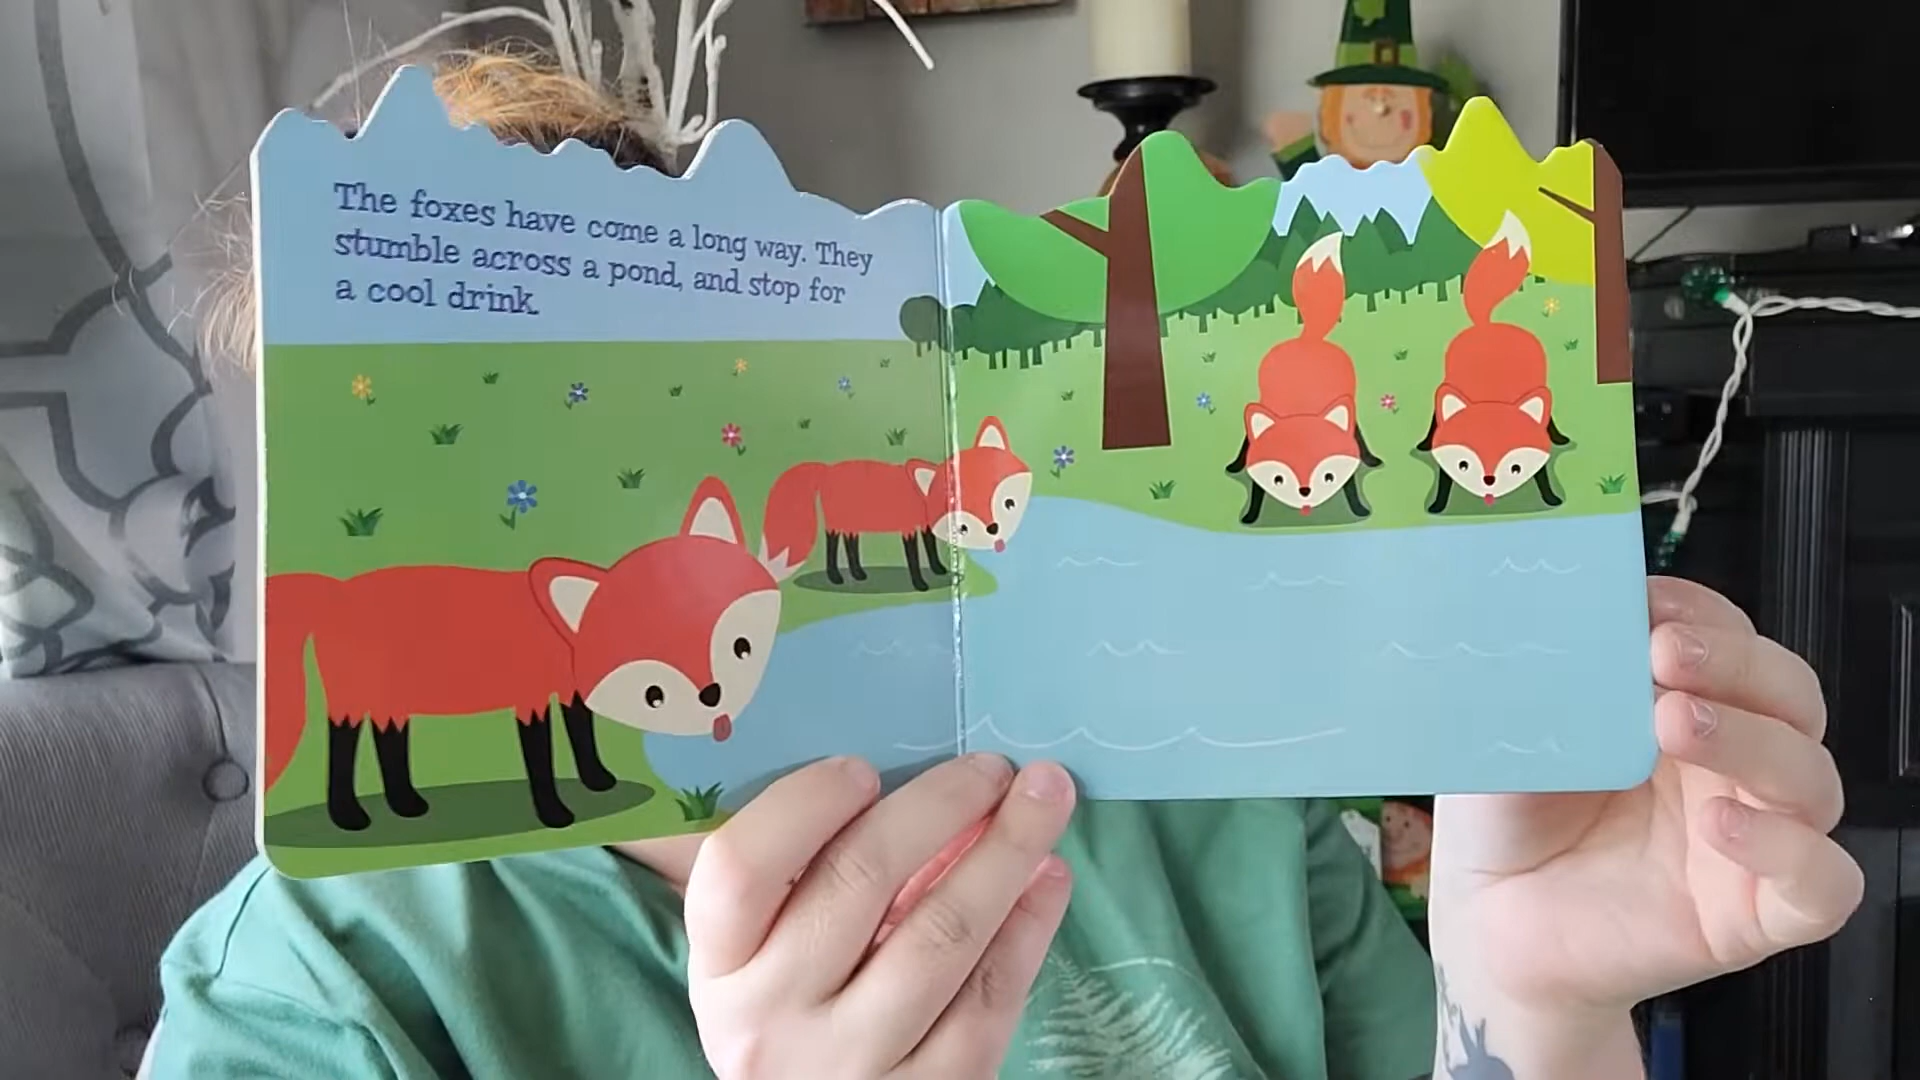 The foxes have come a long way. They
stumble across a pond, and stop for
a cool drink.